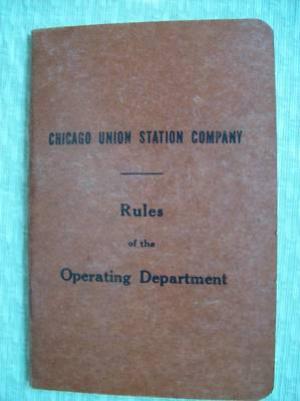 CHICAGO UNION STATION COMPANY
Rules
of the
Operating Department